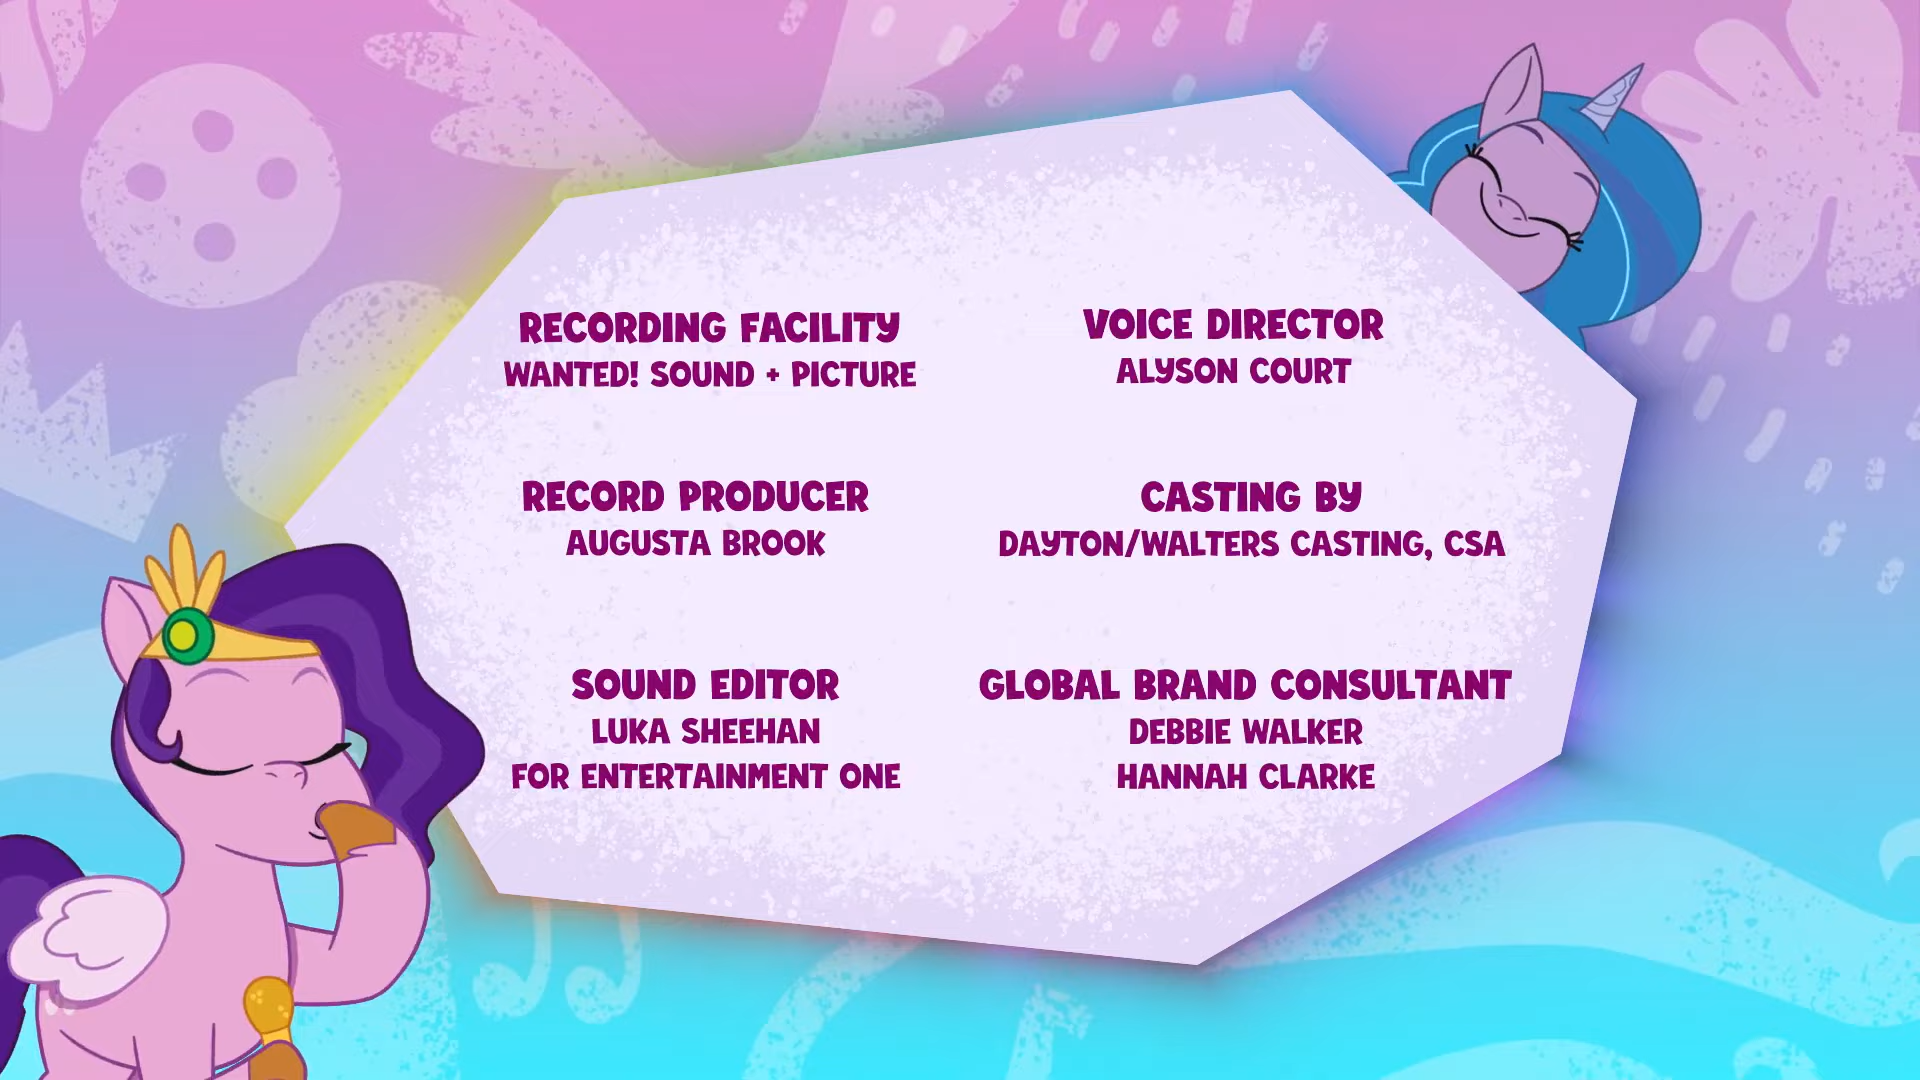 RECORDING FACILITY
WANTED! SOUND + PICTURE
VOICE DIRECTOR
ALYSON COURT
RECORD PRODUCER
AUGUSTA BROOK
CASTING BY
DAYTON/WALTERS CASTING, CSA
SOUND EDITOR
LUKA SHEEHAN
FOR ENTERTAINMENT ONE
GLOBAL BRAND CONSULTANT
DEBBIE WALKER
HANNAH CLARKE